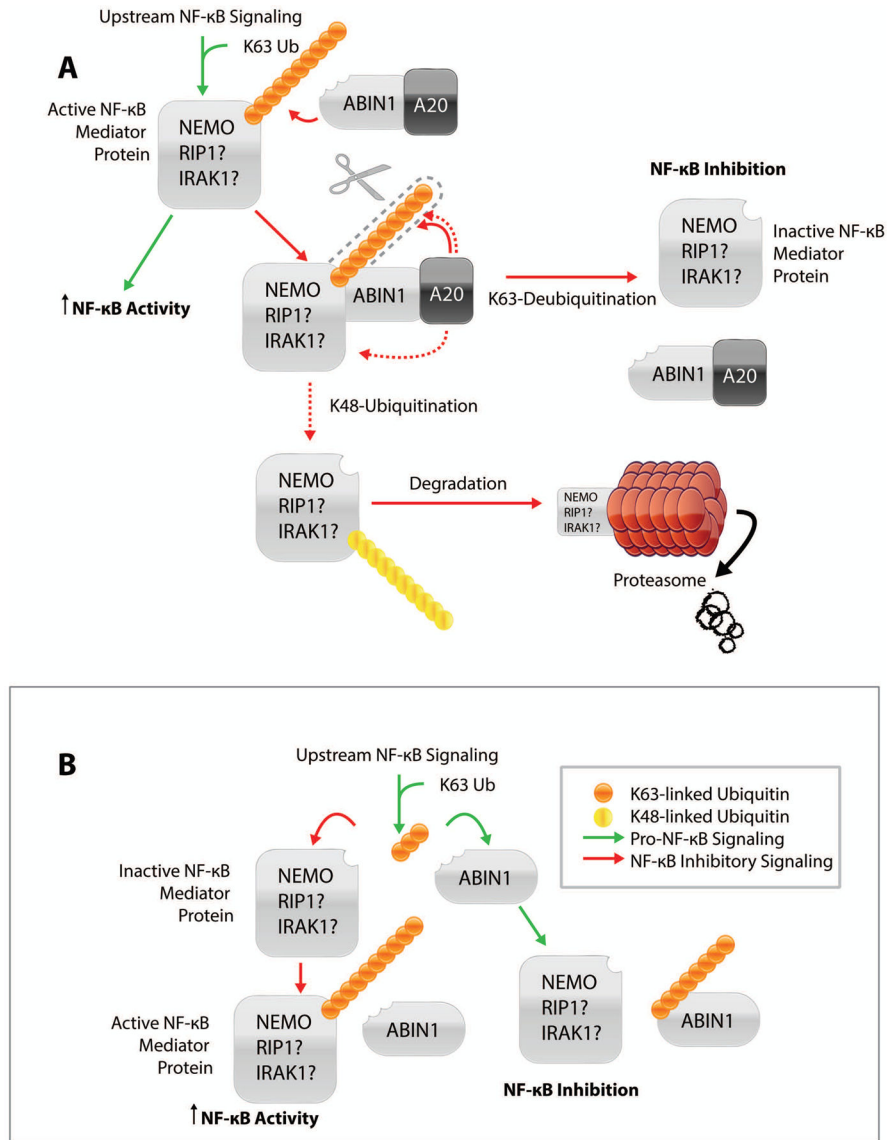 Upstream NF-κB Signaling
K63 Ub
A
ABIN1
A20
Active NF-κB
Mediator
Protein
NEMO
RIP1?
IRAK1?
NF-κB Inhibition
NEMO
RIP1?
IRAK1?
Inactive NF-κB
Mediator
Protein
↑NF-κB Activity
NEMO
RIP1?
IRAK1?
ABIN1
A20
K63-Deubiquitination
ABIN1
A20
K48-Ubiquitination
NEMO
RIP1?
IRAK1?
Degradation
NEMO
RIP1?
IRAK1?
Proteasome
B
Upstream NF-κB Signaling
K63 Ub
K63-linked Ubiquitin
K48-linked Ubiquitin
Pro-NF-κB Signaling
NF-κB Inhibitory Signaling
Inactive NF-κB
Mediator
Protein
NEMO
RIP1?
IRAK1?
ABIN1
Active NF-κB
Mediator
Protein
NEMO
RIP1?
IRAK1?
ABIN1
NEMO
RIP1?
IRAK1?
ABIN1
↑NF-κB Activity
NF-κB Inhibition